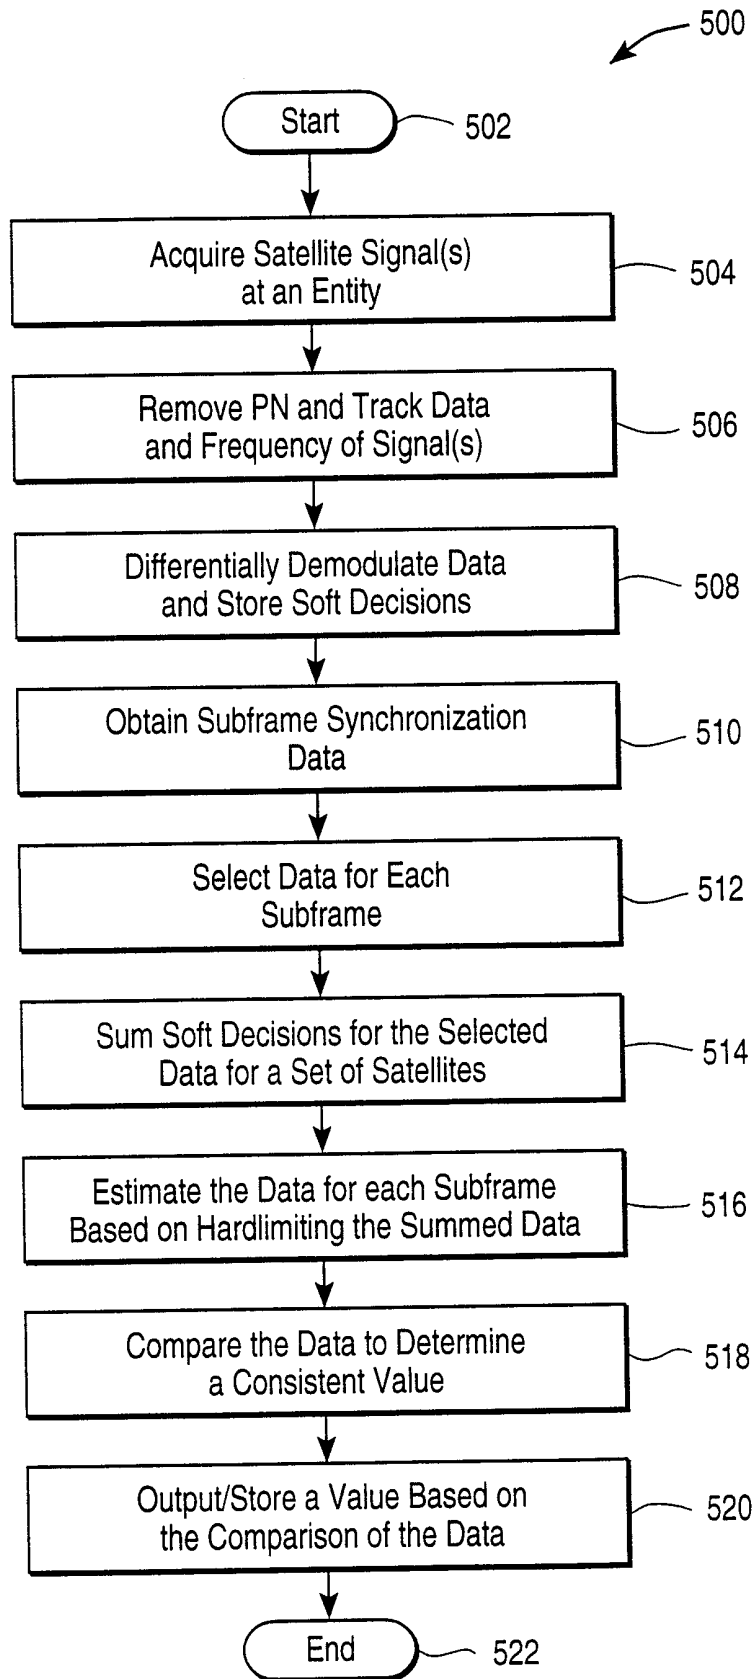 500
Start
502
Acquire Satellite Signal(s)
at an Entity
504
Remove PN and Track Data
and Frequency of Signal(s)
506
Differentially Demodulate Data
and Store Soft Decisions
508
Obtain Subframe Synchronization
Data
510
Select Data for Each
Subframe
512
Sum Soft Decisions for the Selected
Data for a Set of Satellites
514
Estimate the Data for each Subframe
Based on Hardlimiting the Summed Data
516
Compare the Data to Determine
a Consistent Value
518
Output/Store a Value Based on
the Comparison of the Data
520
End
522